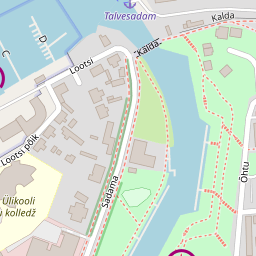 Talvesadam
Kalda
Kalda
D
C
Lootsi
Lootsi põik
Õhtu
Sadama
Ülikooli
u kolledž